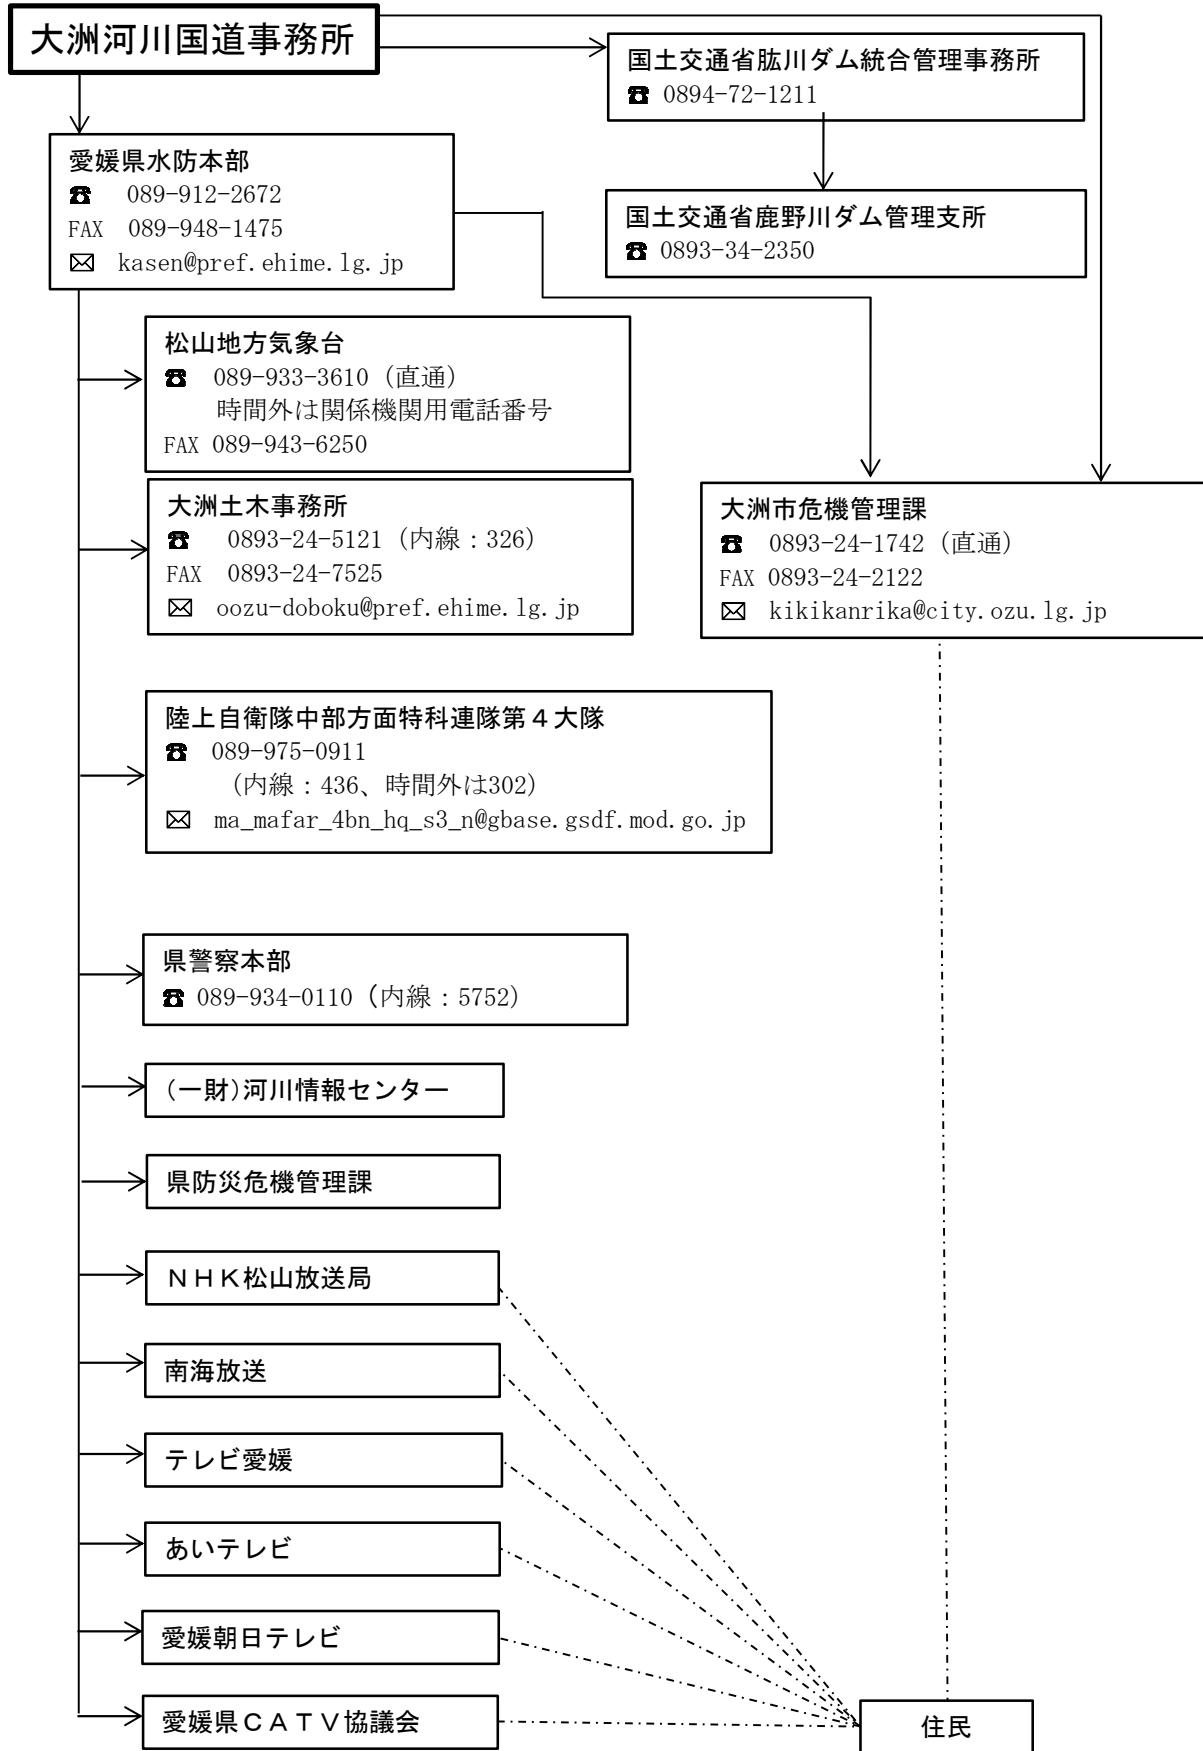 大洲河川国道事務所
国土交通省肱川ダム統合管理事務所
☎ 0894-72-1211
愛媛県水防本部
☎ 089-912-2672
FAX 089-948-1475
✉ kasen@pref.ehime.lg.jp
国土交通省鹿野川ダム管理支所
☎ 0893-34-2350
松山地方気象台
☎ 089-933-3610（直通）
時間外は関係機関用電話番号
FAX 089-943-6250
大洲土木事務所
☎ 0893-24-5121（内線：326）
FAX 0893-24-7525
✉ oozu-doboku@pref.ehime.lg.jp
大洲市危機管理課
☎ 0893-24-1742（直通）
FAX 0893-24-2122
✉ kikikanrika@city.ozu.lg.jp
陸上自衛隊中部方面特科連隊第４大隊
☎ 089-975-0911
（内線：436、時間外は302）
✉ ma_mafar_4bn_hq_s3_n@gbase.gsdf.mod.go.jp
県警察本部
☎ 089-934-0110（内線：5752）
(一財)河川情報センター
県防災危機管理課
ＮＨＫ松山放送局
南海放送
テレビ愛媛
あいテレビ
愛媛朝日テレビ
愛媛県ＣＡＴＶ協議会
住民